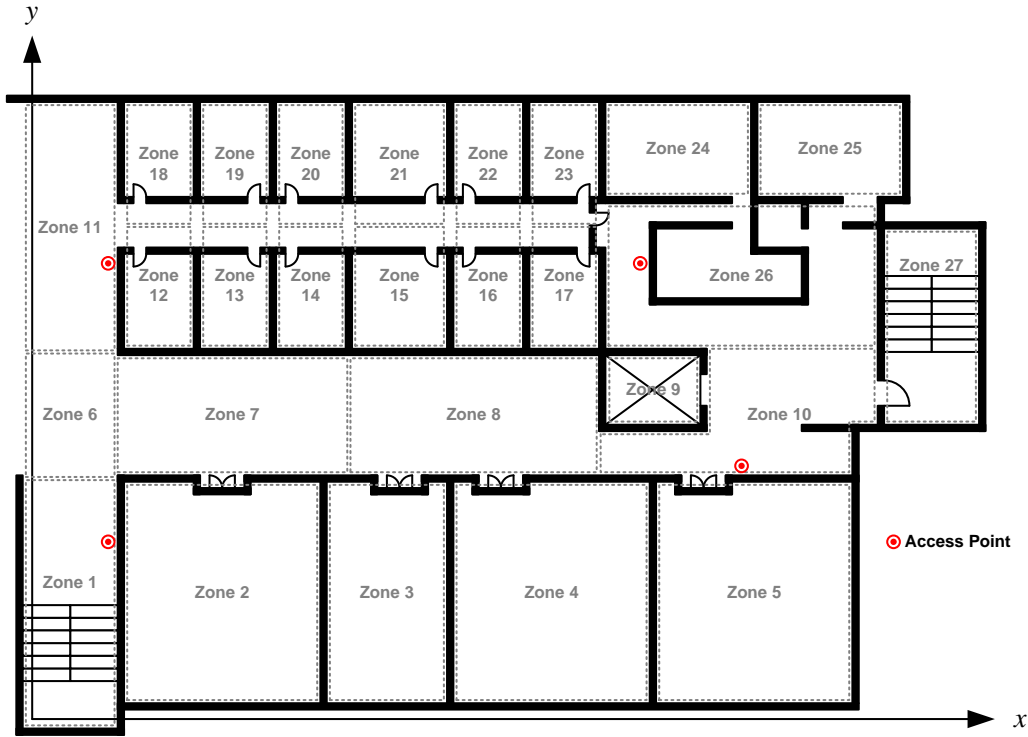 y
Zone
18
Zone
19
Zone
20
Zone
21
Zone
22
Zone
23
Zone 24
Zone 25
Zone 11
Zone
12
Zone
13
Zone
14
Zone
15
Zone
16
Zone
17
Zone 26
Zone 27
Zone 6
Zone 7
Zone 8
Zone 9
Zone 10
Access Point
Zone 1
Zone 2
Zone 3
Zone 4
Zone 5
x